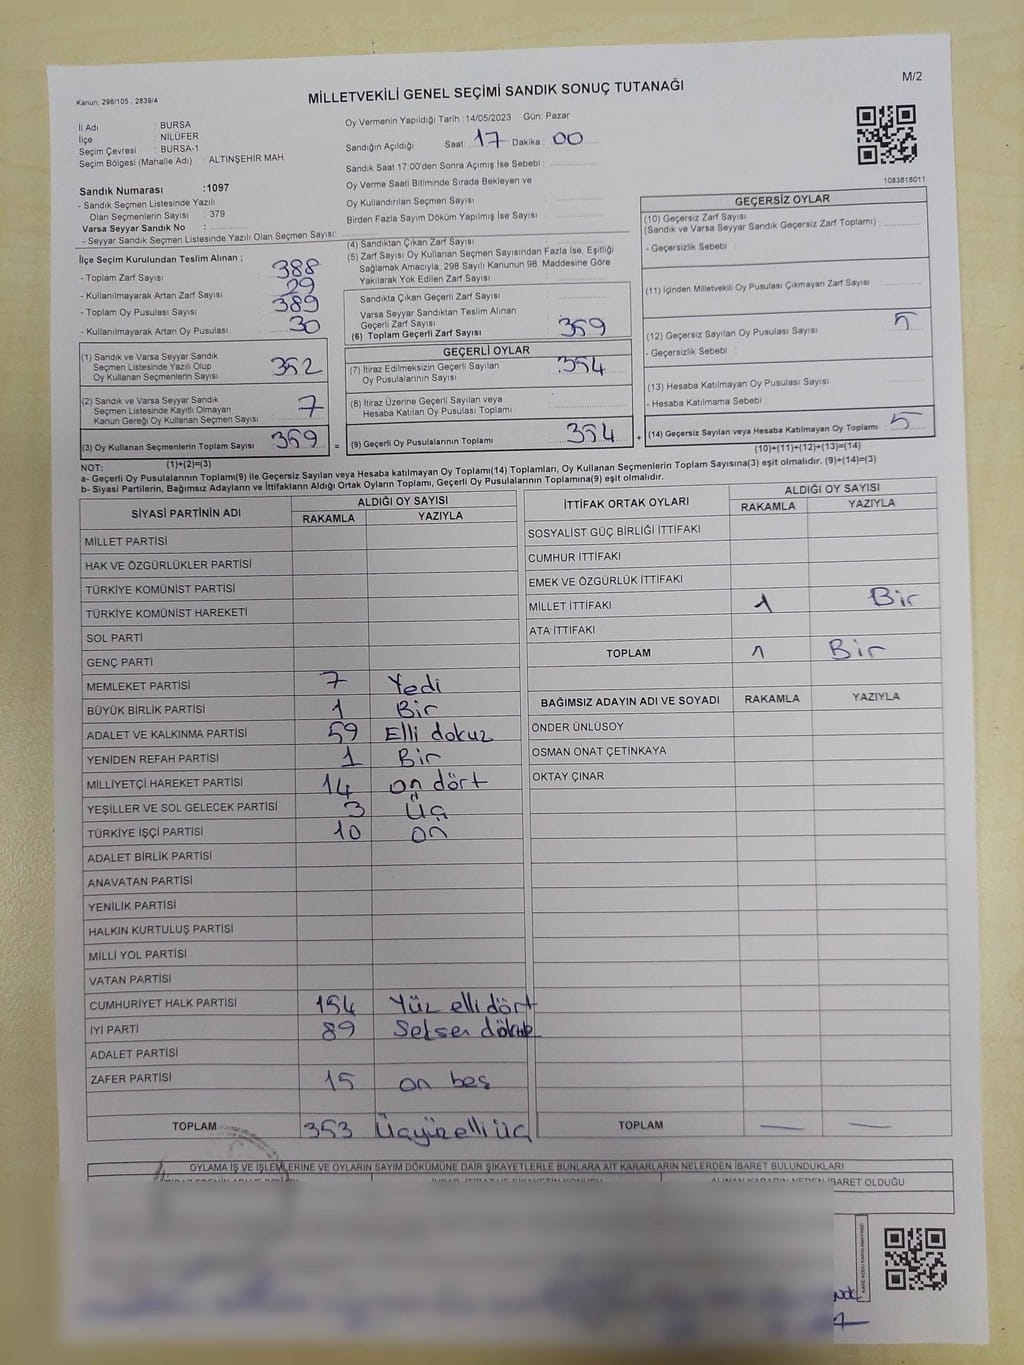 Kanun; 298/105 , 2839/4
MİLLETVEKİLİ GENEL SEÇİMİ SANDIK SONUÇ TUTANAĞI
M/2
İl Adı : BURSA
İlçe : NİLÜFER
Seçim Çevresi : BURSA-1
Seçim Bölgesi (Mahalle Adı) : ALTINŞEHİR MAH.
Sandık Numarası :1097
- Sandık Seçmen Listesinde Yazılı
Olan Seçmenlerin Sayısı : 379
Varsa Seyyar Sandık No :
- Seyyar Sandık Seçmen Listesinde Yazılı Olan Seçmen Sayısı:
Oy Vermenin Yapıldığı Tarih :14/05/2023 Gün: Pazar
Sandığın Açıldığı Saat: 17 Dakika : 00
Sandık Saat 17:00'den Sonra Açımış İse Sebebi :
Oy Verme Saati Bitiminde Sırada Bekleyen ve
Oy Kullandırılan Seçmen Sayısı :
Birden Fazla Sayım Döküm Yapılmış İse Sayısı :
1083818011
İlçe Seçim Kurulundan Teslim Alınan ;
- Toplam Zarf Sayısı : 388
- Kullanılmayarak Artan Zarf Sayısı : 29
- Toplam Oy Pusulası Sayısı : 389
- Kullanılmayarak Artan Oy Pusulası : 30
(1) Sandık ve Varsa Seyyar Sandık
Seçmen Listesinde Yazılı Olup
Oy Kullanan Seçmenlerin Sayısı : 352
(2) Sandık ve Varsa Seyyar Sandık
Seçmen Listesinde Kayıtlı Olmayan
Kanun Gereği Oy Kullanan Seçmen Sayısı : 7
(3) Oy Kullanan Seçmenlerin Toplam Sayısı : 359 =
(1)+(2)=(3)
(4) Sandıktan Çıkan Zarf Sayısı :
(5) Zarf Sayısı Oy Kullanan Seçmen Sayısından Fazla İse, Eşitliği
Sağlamak Amacıyla, 298 Sayılı Kanunun 98. Maddesine Göre
Yakılarak Yok Edilen Zarf Sayısı :
Sandıkta Çıkan Geçerli Zarf Sayısı :
Varsa Seyyar Sandıktan Teslim Alınan
Geçerli Zarf Sayısı :
(6) Toplam Geçerli Zarf Sayısı : 359
GEÇERLİ OYLAR
(7) İtiraz Edilmeksizin Geçerli Sayılan
Oy Pusulalarının Sayısı : 354
(8) İtiraz Üzerine Geçerli Sayılan veya
Hesaba Katılan Oy Pusulası Toplamı :
(9) Geçerli Oy Pusulalarının Toplamı : 354 +
GEÇERSİZ OYLAR
(10) Geçersiz Zarf Sayısı
(Sandık ve Varsa Seyyar Sandık Geçersiz Zarf Toplamı) :
- Geçersizlik Sebebi :
(11) İçinden Milletvekili Oy Pusulası Çıkmayan Zarf Sayısı :
(12) Geçersiz Sayılan Oy Pusulası Sayısı : 5
- Geçersizlik Sebebi :
(13) Hesaba Katılmayan Oy Pusulası Sayısı :
- Hesaba Katılmama Sebebi :
(14) Geçersiz Sayılan veya Hesaba Katılmayan Oy Toplamı : 5
(10)+(11)+(12)+(13)=(14)
NOT:
a- Geçerli Oy Pusulalarının Toplamı(9) ile Geçersiz Sayılan veya Hesaba katılmayan Oy Toplamı(14) Toplamları, Oy Kullanan Seçmenlerin Toplam Sayısına(3) eşit olmalıdır. (9)+(14)=(3)
b- Siyasi Partilerin, Bağımsız Adayların ve İttifakların Aldığı Ortak Oyların Toplamı, Geçerli Oy Pusulalarının Toplamına(9) eşit olmalıdır.
SİYASİ PARTİNİN ADI
ALDIĞI OY SAYISI
RAKAMLA YAZIYLA
MİLLET PARTİSİ
HAK VE ÖZGÜRLÜKLER PARTİSİ
TÜRKİYE KOMÜNİST PARTİSİ
TÜRKİYE KOMÜNİST HAREKETİ
SOL PARTİ
GENÇ PARTİ
MEMLEKET PARTİSİ 7 Yedi
BÜYÜK BİRLİK PARTİSİ 1 Bir
ADALET VE KALKINMA PARTİSİ 59 Elli dokuz
YENİDEN REFAH PARTİSİ 1 Bir
MİLLİYETÇİ HAREKET PARTİSİ 14 on dört
YEŞİLLER VE SOL GELECEK PARTİSİ 3 Üç
TÜRKİYE İŞÇİ PARTİSİ 10 on
ADALET BİRLİK PARTİSİ
ANAVATAN PARTİSİ
YENİLİK PARTİSİ
HALKIN KURTULUŞ PARTİSİ
MİLLİ YOL PARTİSİ
VATAN PARTİSİ
CUMHURİYET HALK PARTİSİ 154 Yüz elli dört
İYİ PARTİ 89 Seksen dokuz
ADALET PARTİSİ
ZAFER PARTİSİ 15 on beş
TOPLAM 353 Üçyüzelliüç
İTTİFAK ORTAK OYLARI
ALDIĞI OY SAYISI
RAKAMLA YAZIYLA
SOSYALİST GÜÇ BİRLİĞİ İTTİFAKI
CUMHUR İTTİFAKI
EMEK VE ÖZGÜRLÜK İTTİFAKI
MİLLET İTTİFAKI 1 Bir
ATA İTTİFAKI
TOPLAM 1 Bir
BAĞIMSIZ ADAYIN ADI VE SOYADI RAKAMLA YAZIYLA
ÖNDER ÜNLÜSOY
OSMAN ONAT ÇETİNKAYA
OKTAY ÇINAR
TOPLAM — —
OYLAMA İŞ VE İŞLEMLERİNE VE OYLARIN SAYIM DÖKÜMÜNE DAİR ŞİKAYETLERLE BUNLARA AİT KARARLARIN NELERDEN İBARET BULUNDUKLARI
ALINAN KARARIN NEDEN İBARET OLDUĞU